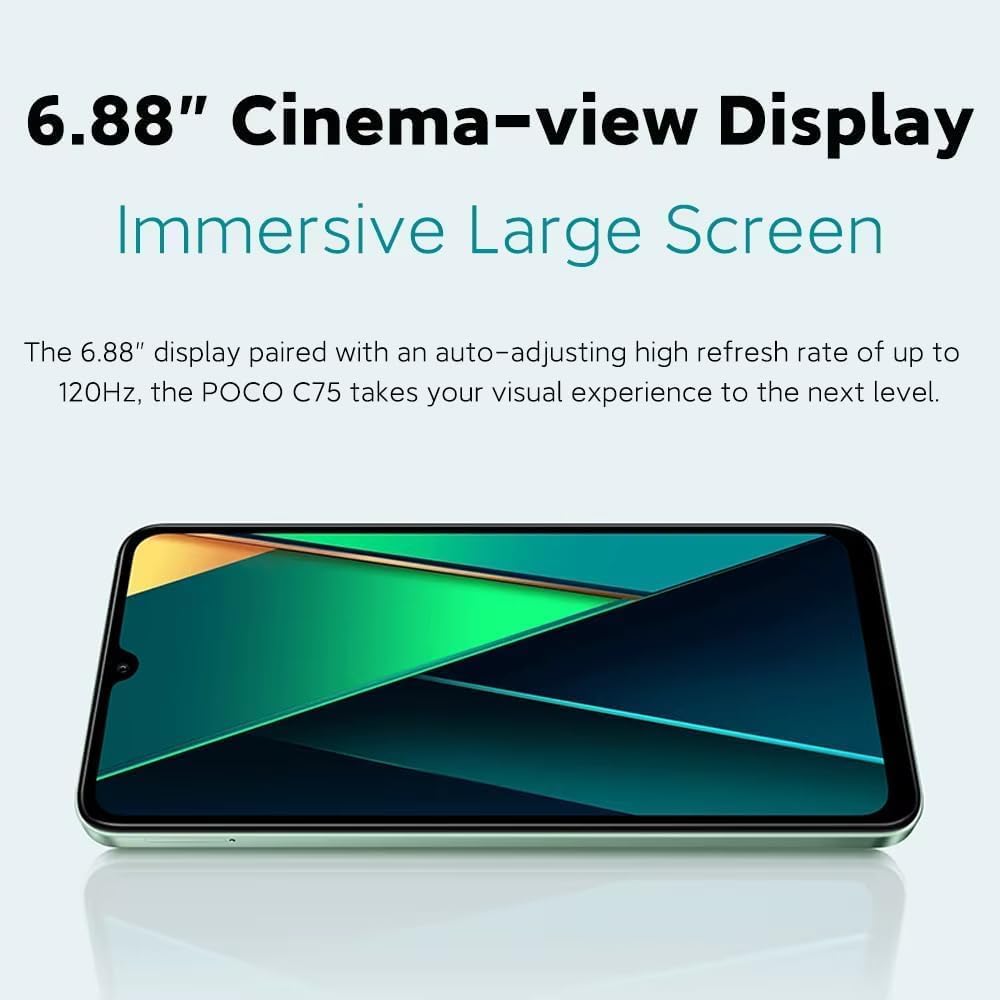 6.88″ Cinema-view Display
Immersive Large Screen
The 6.88″ display paired with an auto-adjusting high refresh rate of up to
120Hz, the POCO C75 takes your visual experience to the next level.